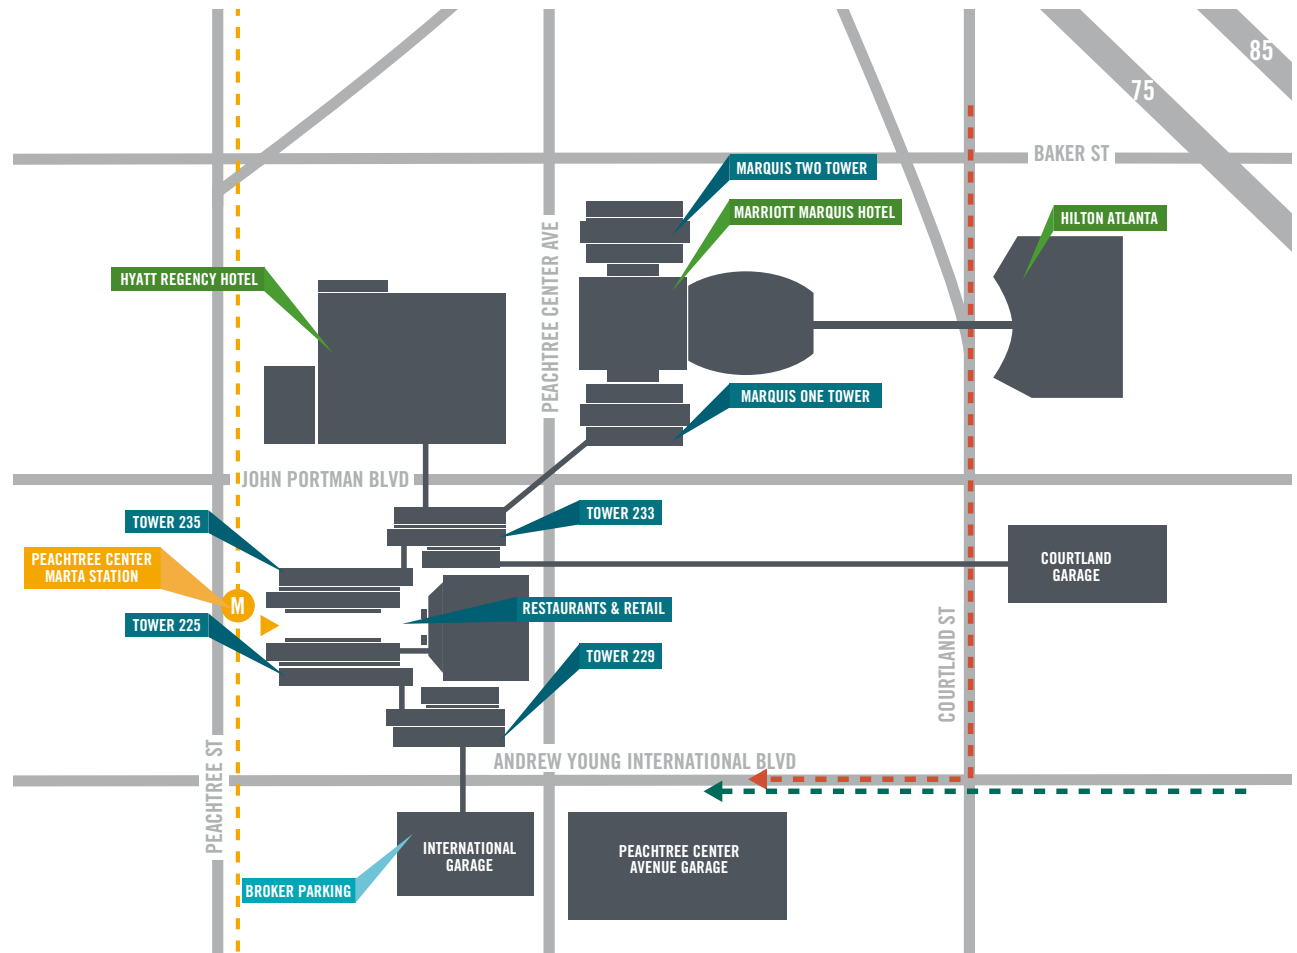 85
75
BAKER ST
MARQUIS TWO TOWER
MARRIOTT MARQUIS HOTEL
HILTON ATLANTA
HYATT REGENCY HOTEL
PEACHTREE CENTER AVE
MARQUIS ONE TOWER
JOHN PORTMAN BLVD
TOWER 235
TOWER 233
PEACHTREE CENTER
MARTA STATION
COURTLAND
GARAGE
M
RESTAURANTS & RETAIL
TOWER 225
TOWER 229
COURTLAND ST
PEACHTREE ST
ANDREW YOUNG INTERNATIONAL BLVD
INTERNATIONAL
GARAGE
PEACHTREE CENTER
AVENUE GARAGE
BROKER PARKING